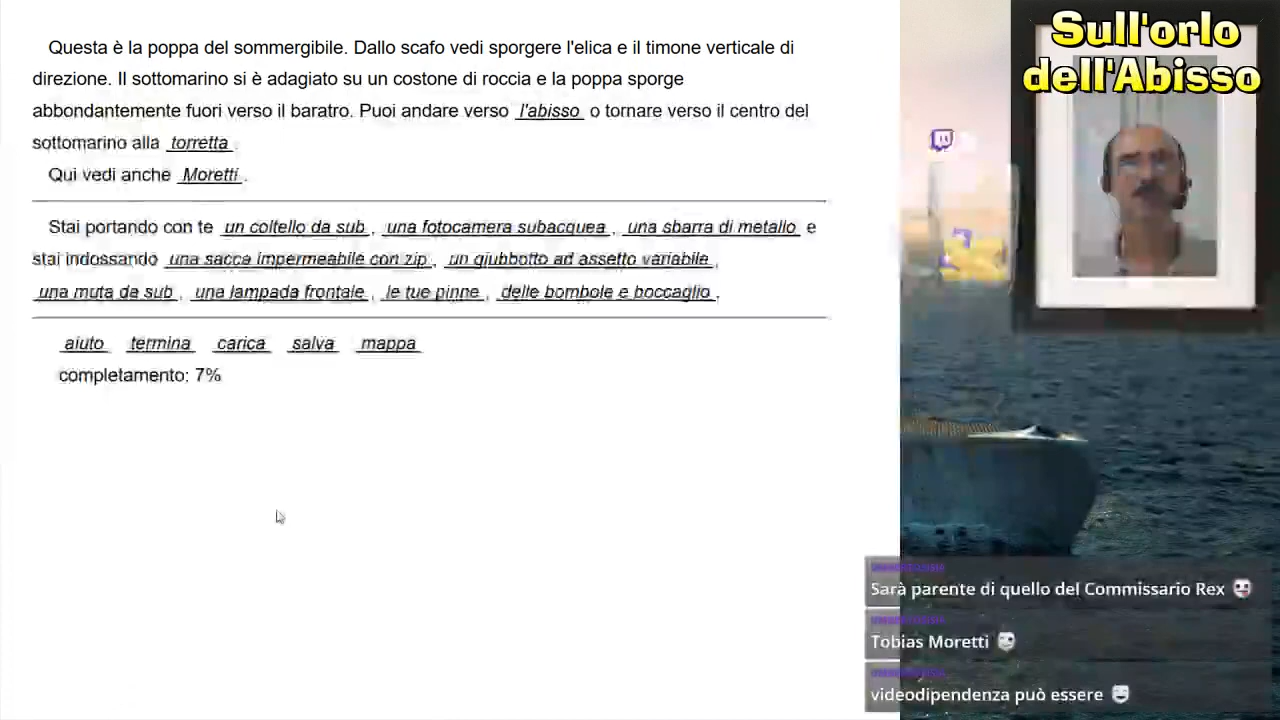 Questa è la poppa del sommergibile. Dallo scafo vedi sporgere l'elica e il timone verticale di
direzione. Il sottomarino si è adagiato su un costone di roccia e la poppa sporge
abbondantemente fuori verso il baratro. Puoi andare verso l'abisso o tornare verso il centro del
sottomarino alla torretta.
Qui vedi anche Moretti.
Stai portando con te un coltello da sub, una fotocamera subacquea, una sbarra di metallo e
stai indossando una sacca impermeabile con zip, un giubbotto ad assetto variabile,
una muta da sub, una lampada frontale, le tue pinne, delle bombole e boccaglio.
aiuto termina carica salva mappa
completamento: 7%
Sull'orlo
dell'Abisso
Sarà parente di quello del Commissario Rex
Tobias Moretti
videodipendenza può essere